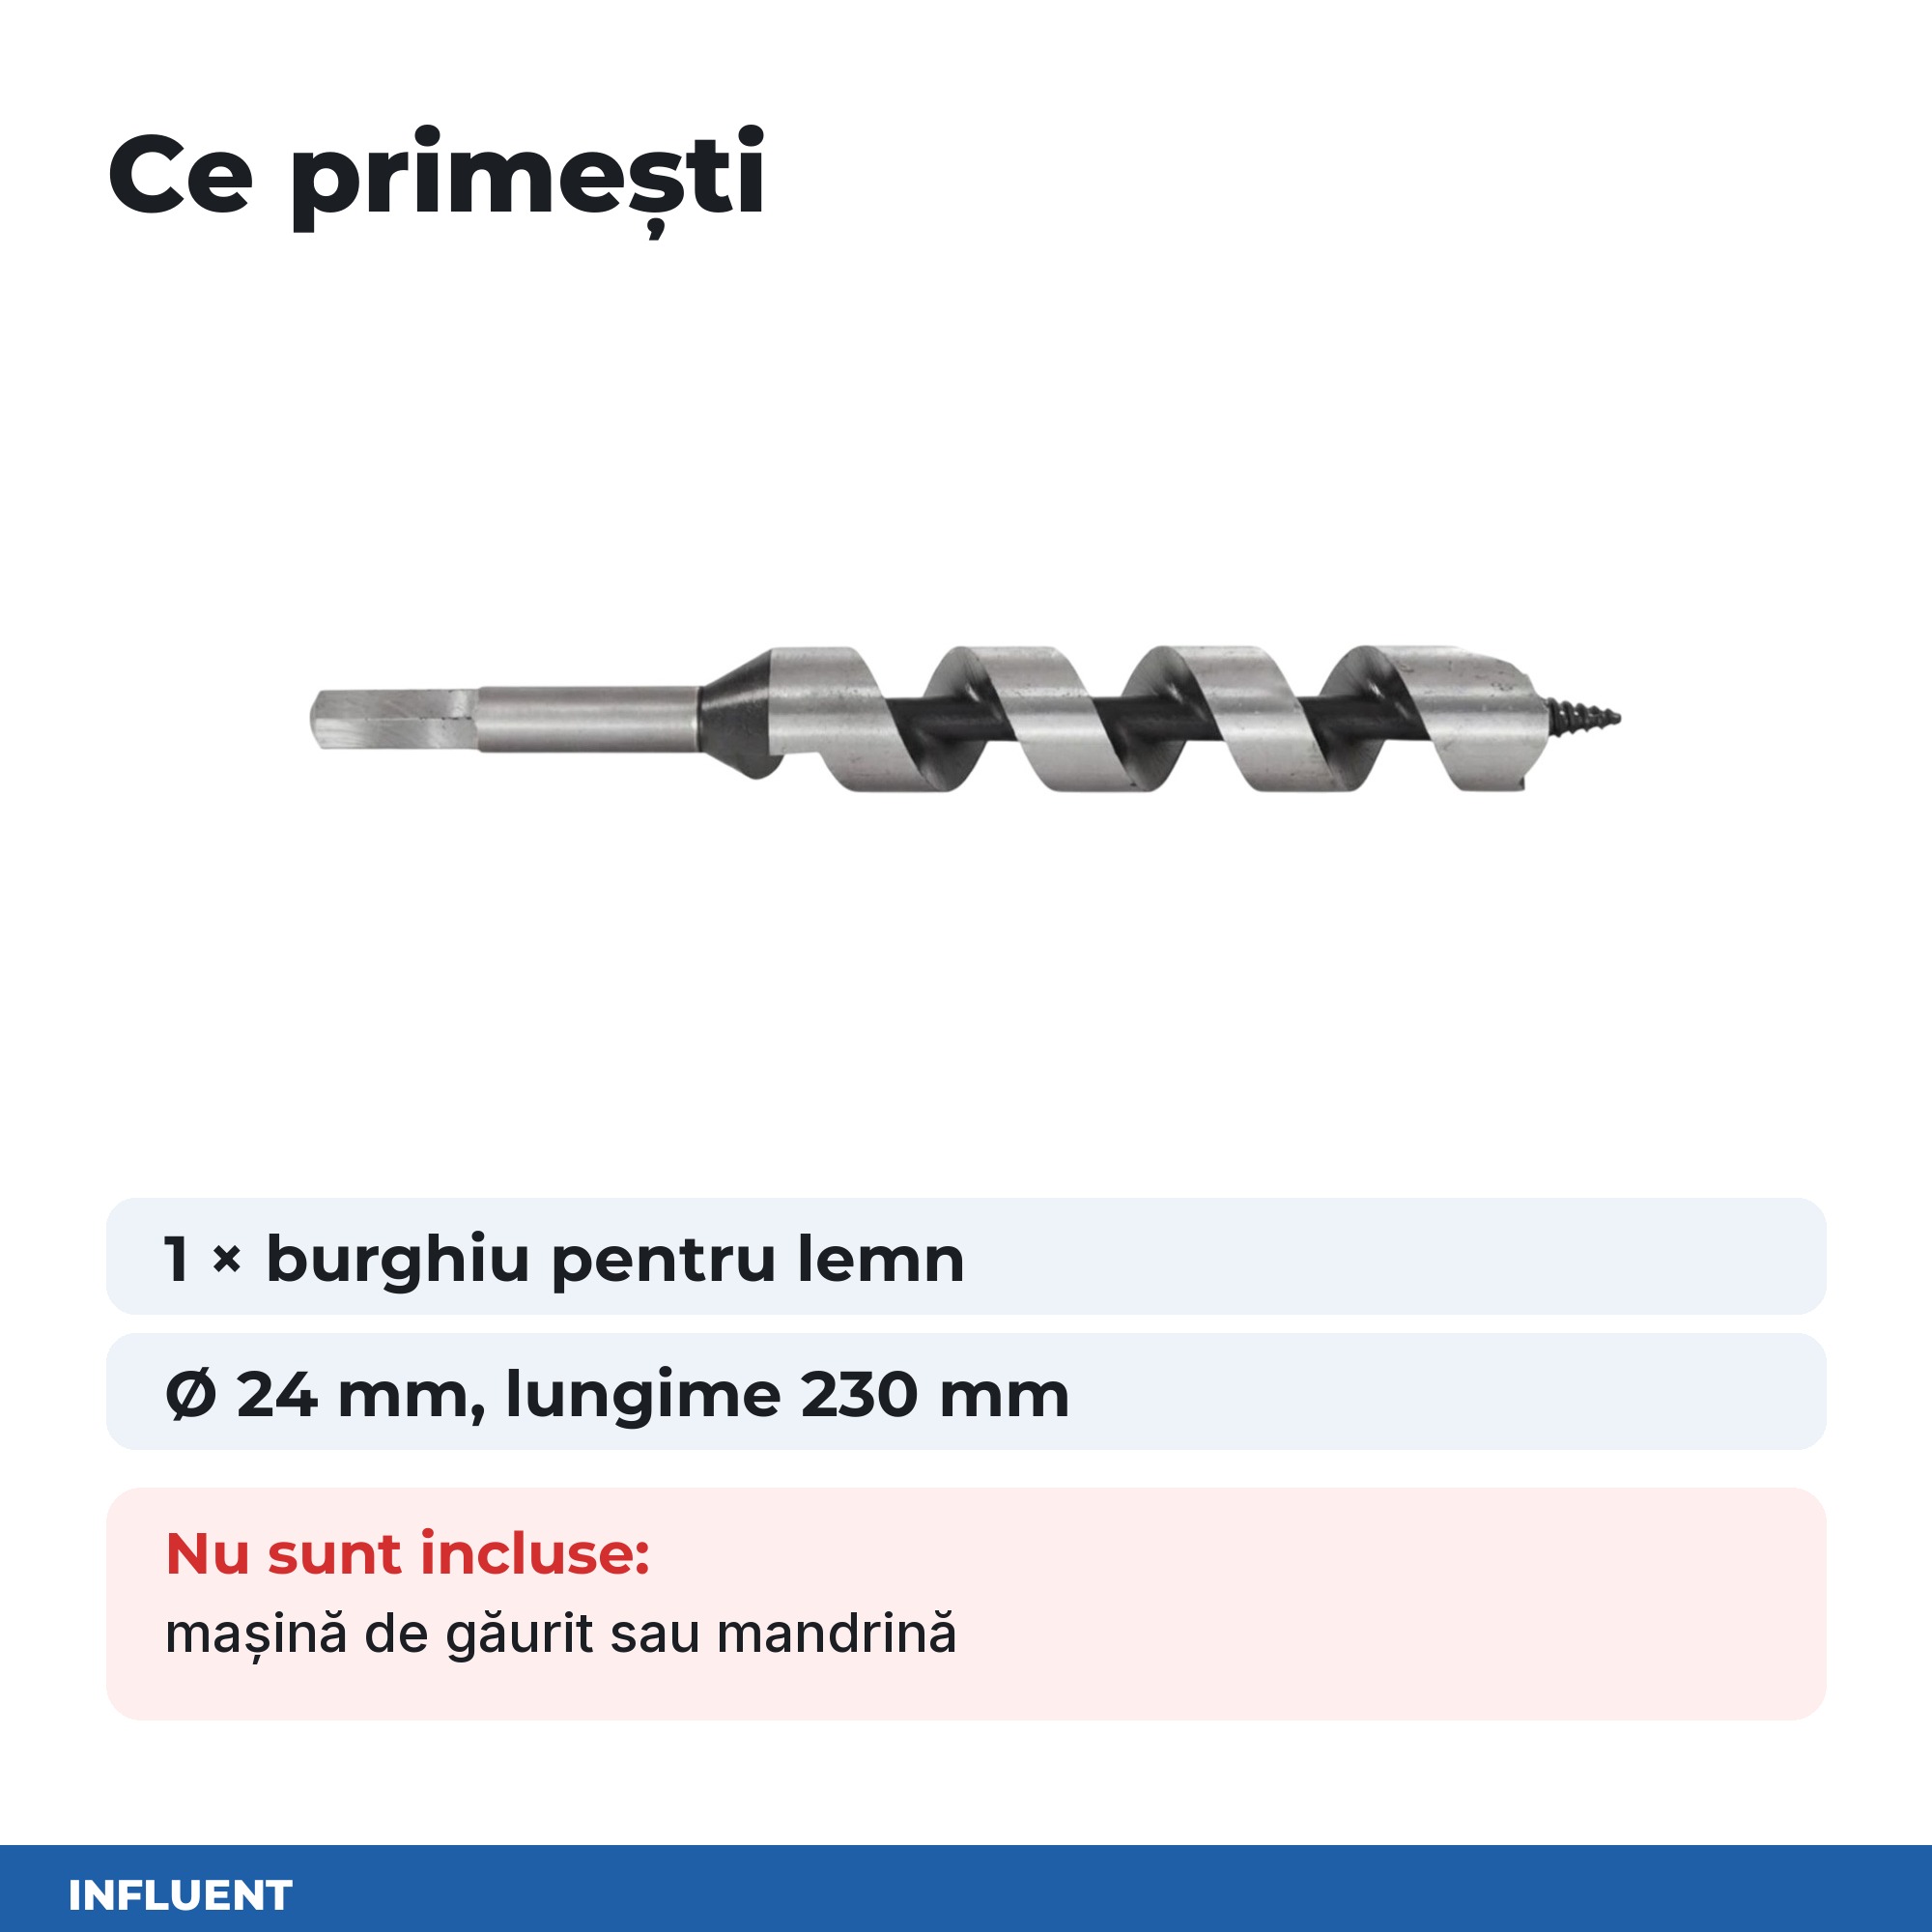 Ce primești
1 × burghiu pentru lemn
Ø 24 mm, lungime 230 mm
Nu sunt incluse:
mașină de găurit sau mandrină
INFLUENT